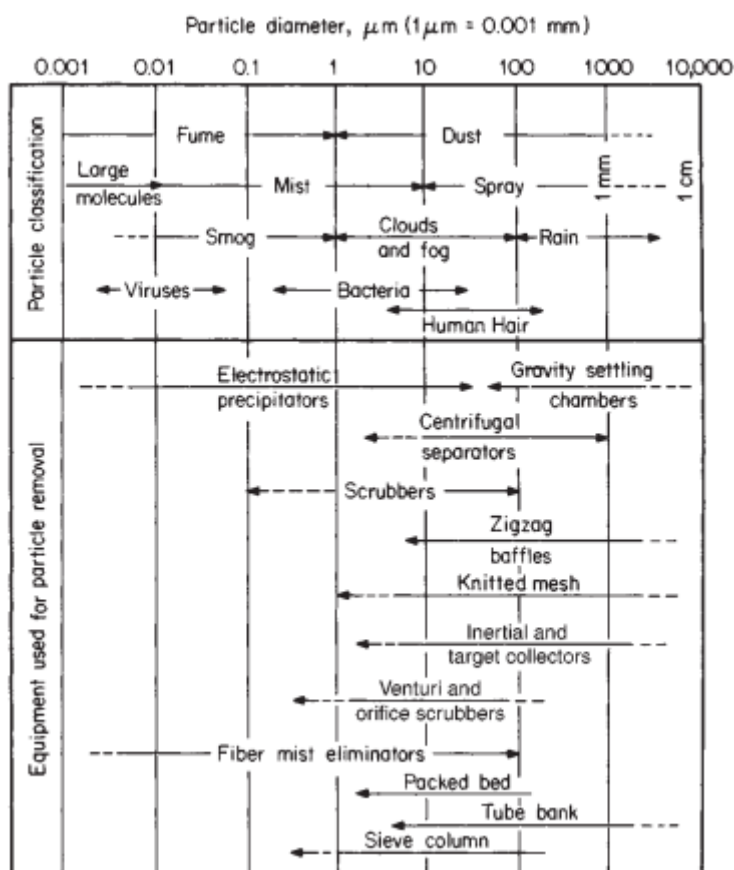 Particle diameter, μm (1μm = 0.001 mm)
0.001 0.01 0.1 1 10 100 1000 10,000
Particle classification
Fume Dust
Large
molecules
Mist Spray
1 mm
1 cm
Smog
Clouds
and fog
Rain
Viruses Bacteria
Human Hair
Equipment used for particle removal
Electrostatic
precipitators
Gravity settling
chambers
Centrifugal
separators
Scrubbers
Zigzag
baffles
Knitted mesh
Inertial and
target collectors
Venturi and
orifice scrubbers
Fiber mist eliminators
Packed bed
Tube bank
Sieve column